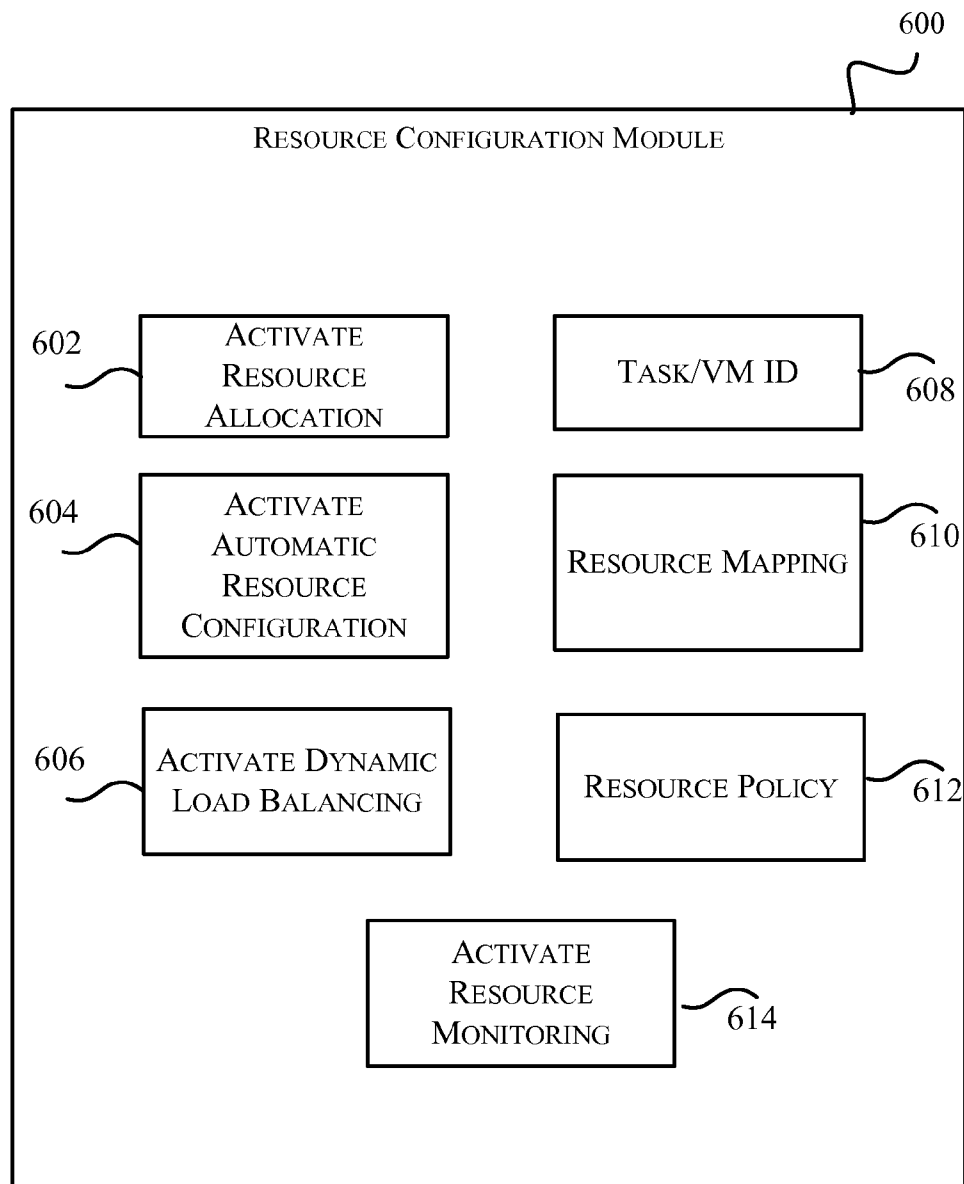 600
RESOURCE CONFIGURATION MODULE
602
ACTIVATE
RESOURCE
ALLOCATION
TASK/VM ID
608
604
ACTIVATE
AUTOMATIC
RESOURCE
CONFIGURATION
RESOURCE MAPPING
610
606
ACTIVATE DYNAMIC
LOAD BALANCING
RESOURCE POLICY
612
ACTIVATE
RESOURCE
MONITORING
614